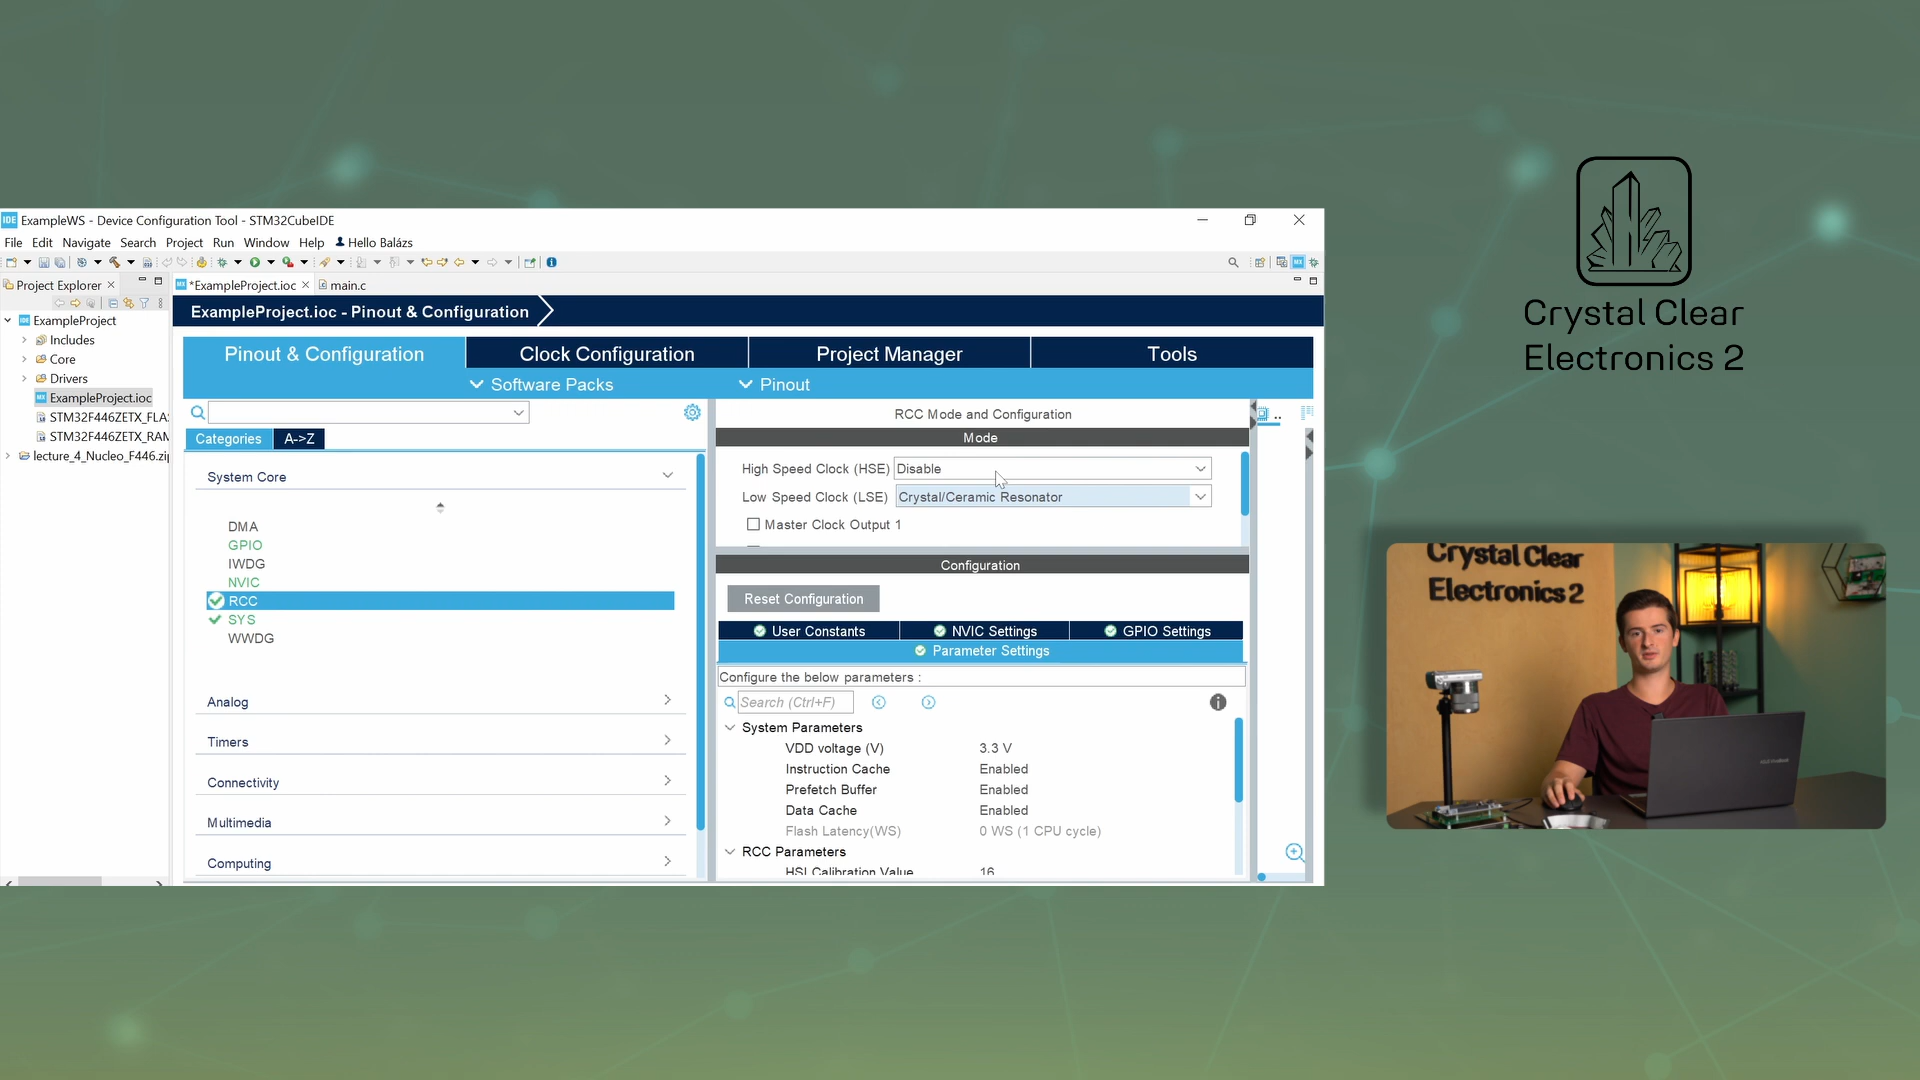 ExampleWS - Device Configuration Tool - STM32CubeIDE
File Edit Navigate Search Project Run Window Help Hello Balázs
Project Explorer
*ExampleProject.ioc
main.c
ExampleProject
Includes
Core
Drivers
ExampleProject.ioc
STM32F446ZETX_FLA
STM32F446ZETX_RAM
lecture_4_Nucleo_F446.zi
ExampleProject.ioc - Pinout & Configuration
Pinout & Configuration
Clock Configuration
Project Manager
Tools
Software Packs
Pinout
Categories
A->Z
System Core
DMA
GPIO
IWDG
NVIC
RCC
SYS
WWDG
Analog
Timers
Connectivity
Multimedia
Computing
RCC Mode and Configuration
Mode
High Speed Clock (HSE) Disable
Low Speed Clock (LSE) Crystal/Ceramic Resonator
Master Clock Output 1
Configuration
Reset Configuration
User Constants
NVIC Settings
GPIO Settings
Parameter Settings
Configure the below parameters :
Search (Ctrl+F)
System Parameters
VDD voltage (V) 3.3 V
Instruction Cache Enabled
Prefetch Buffer Enabled
Data Cache Enabled
Flash Latency(WS) 0 WS (1 CPU cycle)
RCC Parameters
HSI Calibration Value 16
Crystal Clear
Electronics 2
Crystal Clear
Electronics 2